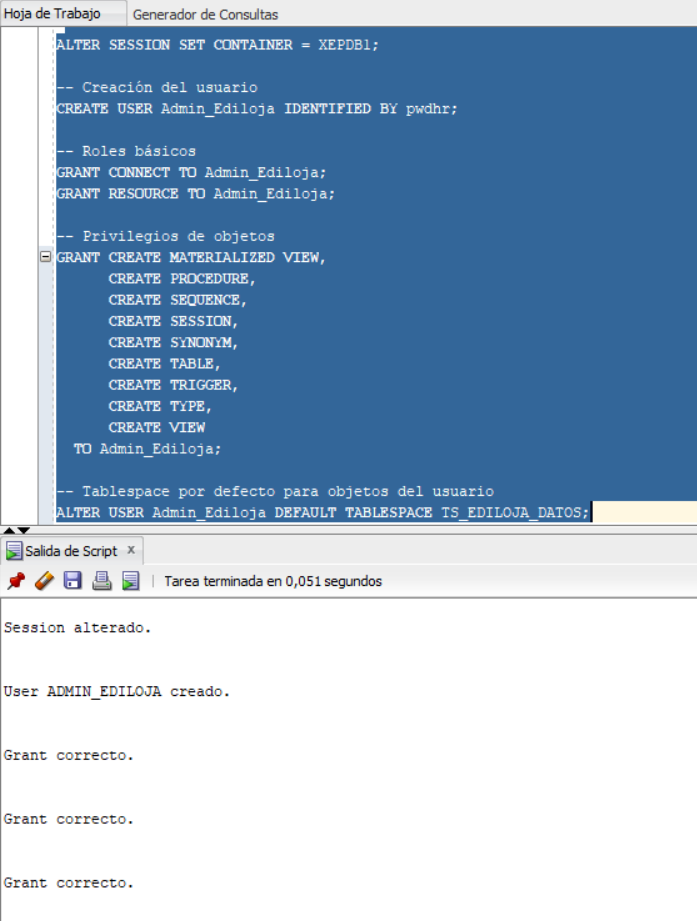 Hoja de Trabajo Generador de Consultas
ALTER SESSION SET CONTAINER = XEPDB1;
-- Creación del usuario
CREATE USER Admin_Ediloja IDENTIFIED BY pwdhr;
-- Roles básicos
GRANT CONNECT TO Admin_Ediloja;
GRANT RESOURCE TO Admin_Ediloja;
-- Privilegios de objetos
GRANT CREATE MATERIALIZED VIEW,
CREATE PROCEDURE,
CREATE SEQUENCE,
CREATE SESSION,
CREATE SYNONYM,
CREATE TABLE,
CREATE TRIGGER,
CREATE TYPE,
CREATE VIEW
TO Admin_Ediloja;
-- Tablespace por defecto para objetos del usuario
ALTER USER Admin_Ediloja DEFAULT TABLESPACE TS_EDILOJA_DATOS;
Salida de Script x
Tarea terminada en 0,051 segundos
Session alterado.
User ADMIN_EDILOJA creado.
Grant correcto.
Grant correcto.
Grant correcto.